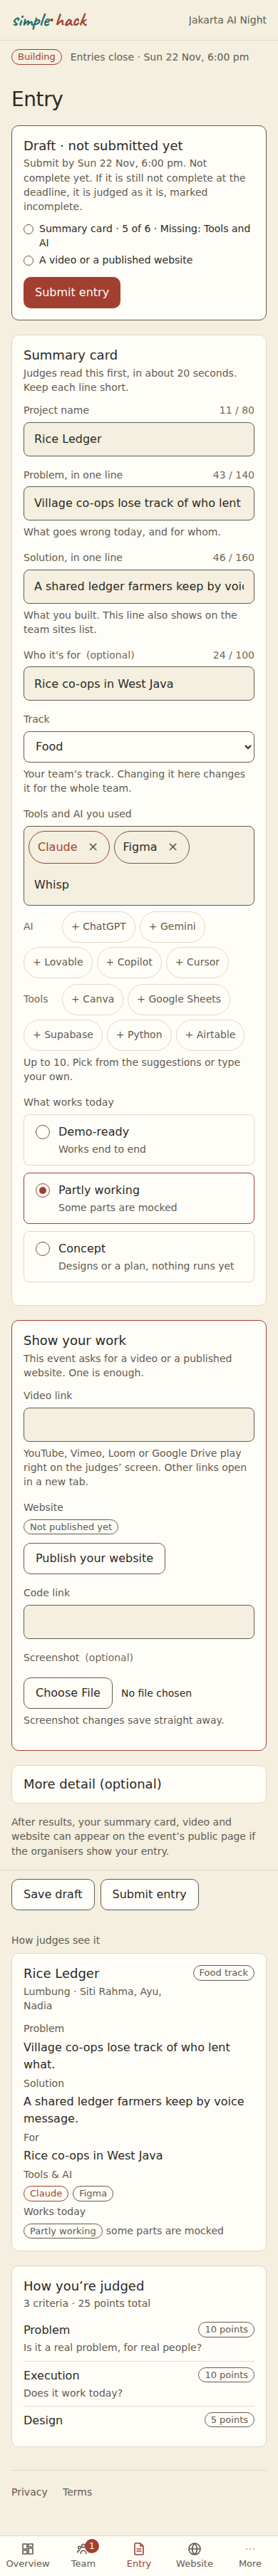 simple hack
Jakarta AI Night
Building
Entries close · Sun 22 Nov, 6:00 pm
Entry
Draft · not submitted yet
Submit by Sun 22 Nov, 6:00 pm. Not
complete yet. If it is still not complete at the
deadline, it is judged as it is, marked
incomplete.
Summary card · 5 of 6 · Missing: Tools and
AI
A video or a published website
Submit entry
Summary card
Judges read this first, in about 20 seconds.
Keep each line short.
Project name 11 / 80
Rice Ledger
Problem, in one line 43 / 140
Village co-ops lose track of who lent
What goes wrong today, and for whom.
Solution, in one line 46 / 160
A shared ledger farmers keep by voic
What you built. This line also shows on the
team sites list.
Who it's for (optional) 24 / 100
Rice co-ops in West Java
Track
Food
Your team's track. Changing it here changes
it for the whole team.
Tools and AI you used
Claude × Figma ×
Whisp
AI + ChatGPT + Gemini
+ Lovable + Copilot + Cursor
Tools + Canva + Google Sheets
+ Supabase + Python + Airtable
Up to 10. Pick from the suggestions or type
your own.
What works today
Demo-ready
Works end to end
Partly working
Some parts are mocked
Concept
Designs or a plan, nothing runs yet
Show your work
This event asks for a video or a published
website. One is enough.
Video link
YouTube, Vimeo, Loom or Google Drive play
right on the judges’ screen. Other links open
in a new tab.
Website
Not published yet
Publish your website
Code link
Screenshot (optional)
Choose File No file chosen
Screenshot changes save straight away.
More detail (optional)
After results, your summary card, video and
website can appear on the event’s public page if
the organisers show your entry.
Save draft Submit entry
How judges see it
Rice Ledger Food track
Lumbung · Siti Rahma, Ayu,
Nadia
Problem
Village co-ops lose track of who lent
what.
Solution
A shared ledger farmers keep by voice
message.
For
Rice co-ops in West Java
Tools & AI
Claude Figma
Works today
Partly working some parts are mocked
How you’re judged
3 criteria · 25 points total
Problem 10 points
Is it a real problem, for real people?
Execution 10 points
Does it work today?
Design 5 points
Privacy Terms
1
Overview Team Entry Website More